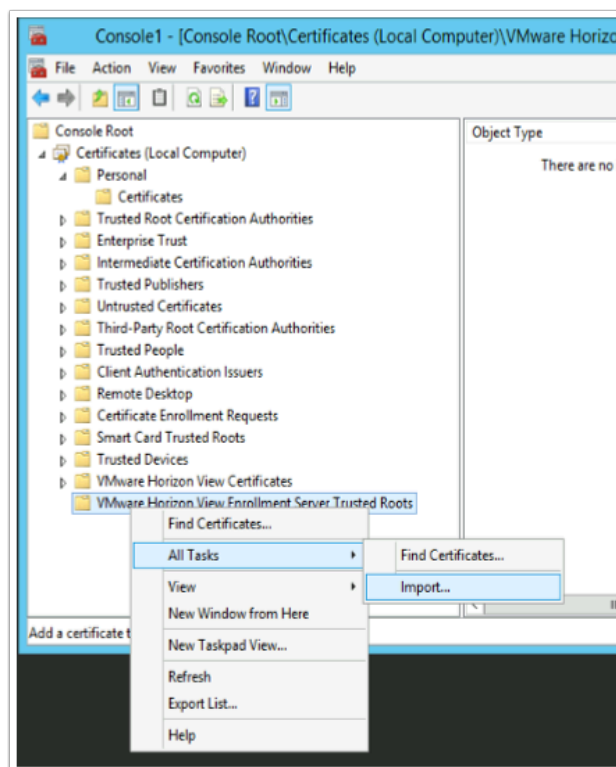 Console1 - [Console Root\Certificates (Local Computer)\VMware Horizo
File Action View Favorites Window Help
Console Root
Certificates (Local Computer)
Personal
Certificates
Trusted Root Certification Authorities
Enterprise Trust
Intermediate Certification Authorities
Trusted Publishers
Untrusted Certificates
Third-Party Root Certification Authorities
Trusted People
Client Authentication Issuers
Remote Desktop
Certificate Enrollment Requests
Smart Card Trusted Roots
Trusted Devices
VMware Horizon View Certificates
VMware Horizon View Enrollment Server Trusted Roots
Object Type
There are no
Find Certificates...
All Tasks
View
New Window from Here
New Taskpad View...
Refresh
Export List...
Help
Find Certificates...
Import...
Add a certificate t